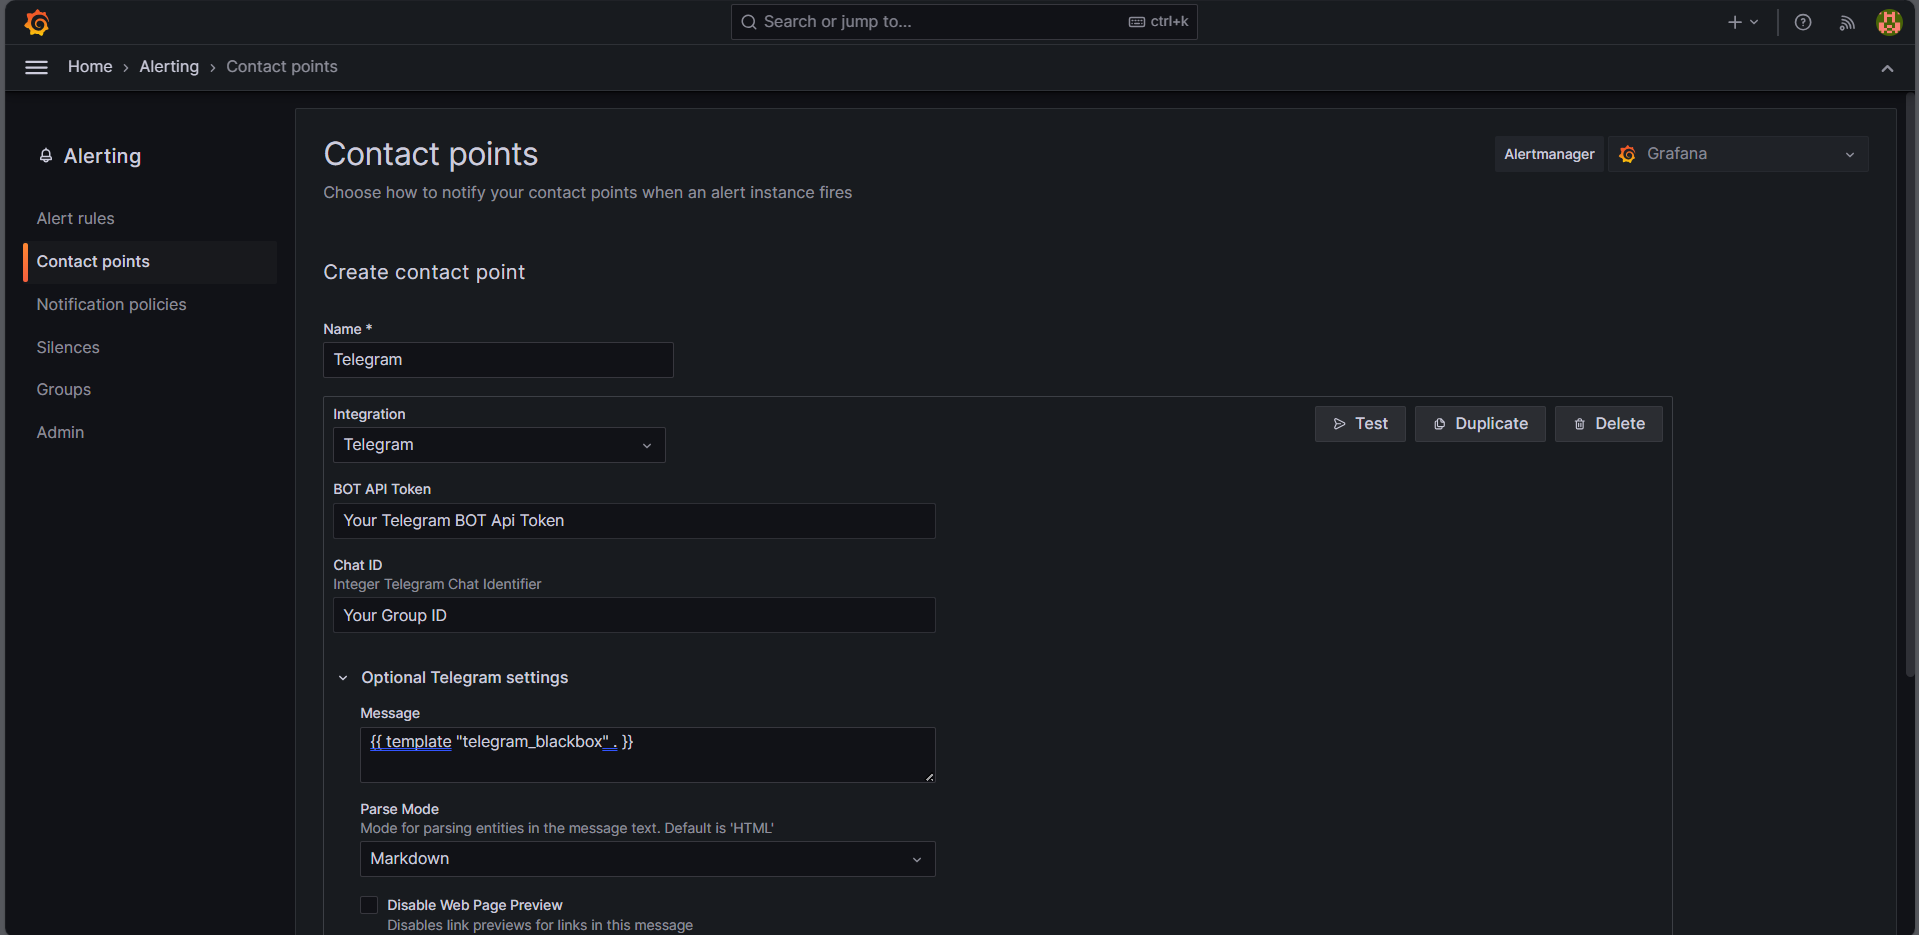 Search or jump to...
ctrl+k
Home › Alerting › Contact points
Alerting
Alert rules
Contact points
Notification policies
Silences
Groups
Admin
Contact points
Choose how to notify your contact points when an alert instance fires
Alertmanager
Grafana
Create contact point
Name *
Telegram
Integration
Telegram
Test
Duplicate
Delete
BOT API Token
Your Telegram BOT Api Token
Chat ID
Integer Telegram Chat Identifier
Your Group ID
Optional Telegram settings
Message
{{ template "telegram_blackbox" . }}
Parse Mode
Mode for parsing entities in the message text. Default is 'HTML'
Markdown
Disable Web Page Preview
Disables link previews for links in this message